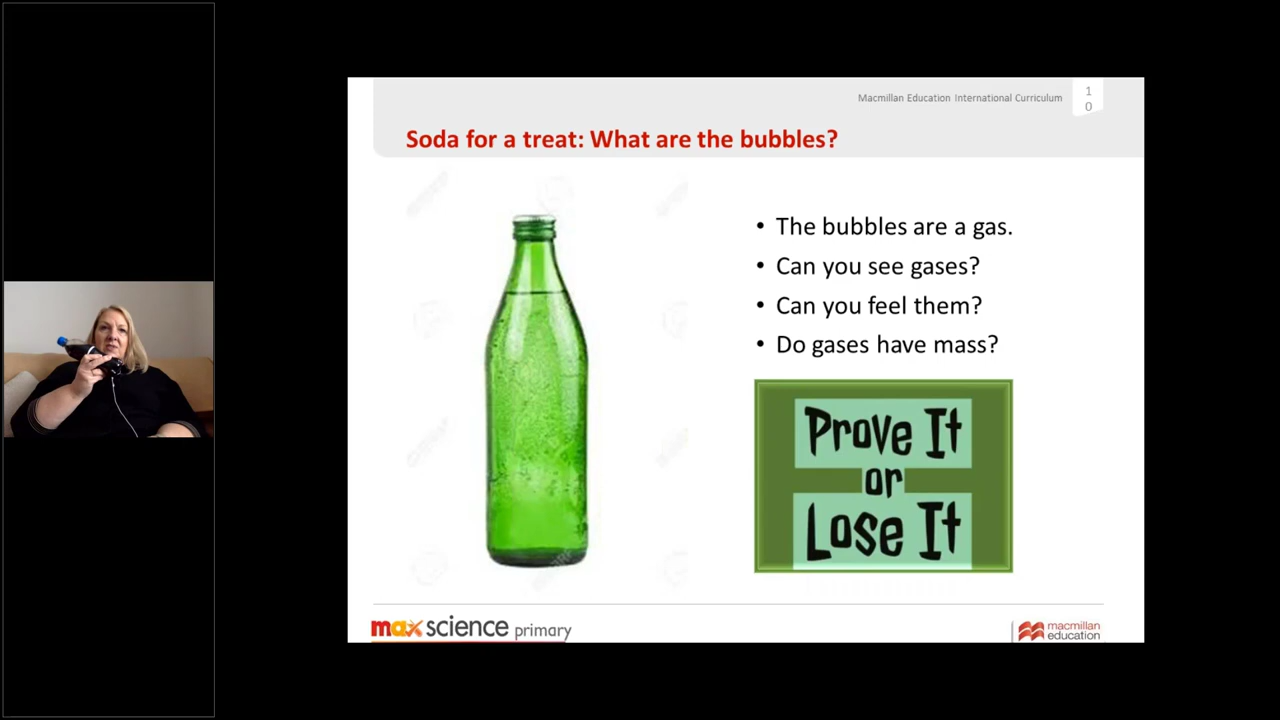 Macmillan Education International Curriculum
1
0
Soda for a treat: What are the bubbles?
• The bubbles are a gas.
• Can you see gases?
• Can you feel them?
• Do gases have mass?
Prove It
or
Lose It
max science primary
macmillan
education